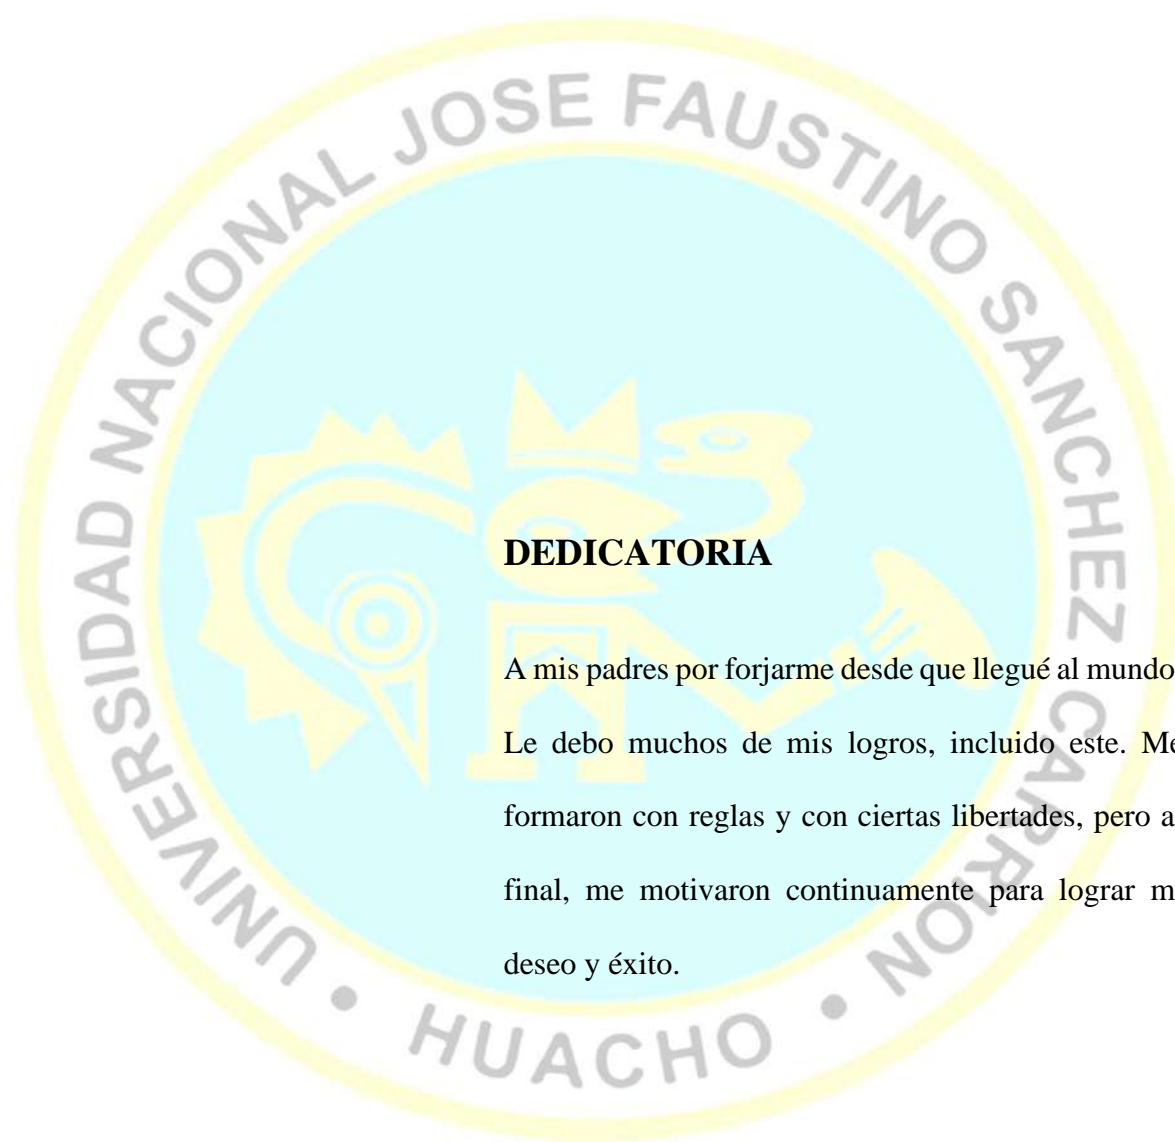 UNIVERSIDAD NACIONAL JOSE FAUSTINO SANCHEZ CARRION
• HUACHO •
DEDICATORIA
A mis padres por forjarme desde que llegué al mundo
Le debo muchos de mis logros, incluido este. Me
formaron con reglas y con ciertas libertades, pero a
final, me motivaron continuamente para lograr m
deseo y éxito.